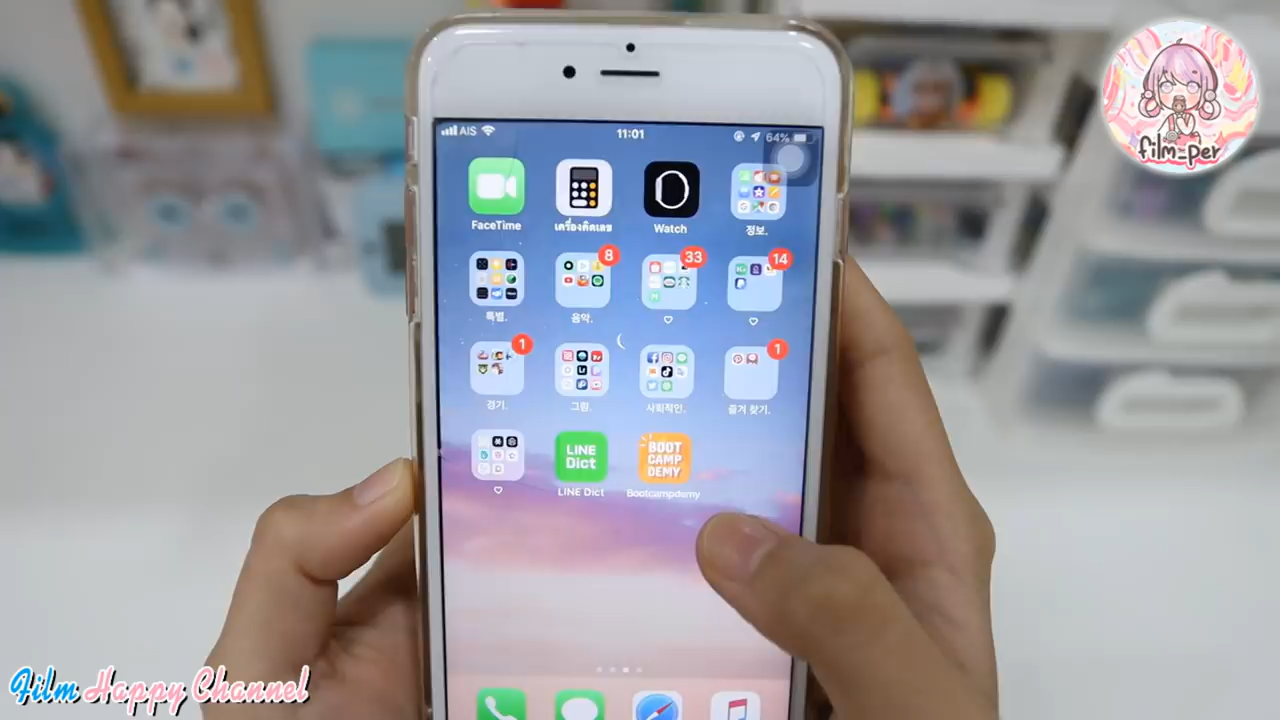 film-per
AIS 11:01 64%
FaceTime เครื่องคิดเลข Watch 정보.
8 33 14
특별. 음악. ♡ ♡
1 1
경기. 그림. 사회적인. 즐겨 찾기.
LINE Dict
BOOT CAMP DEMY
♡ LINE Dict Bootcampdemy
Film Happy Channel